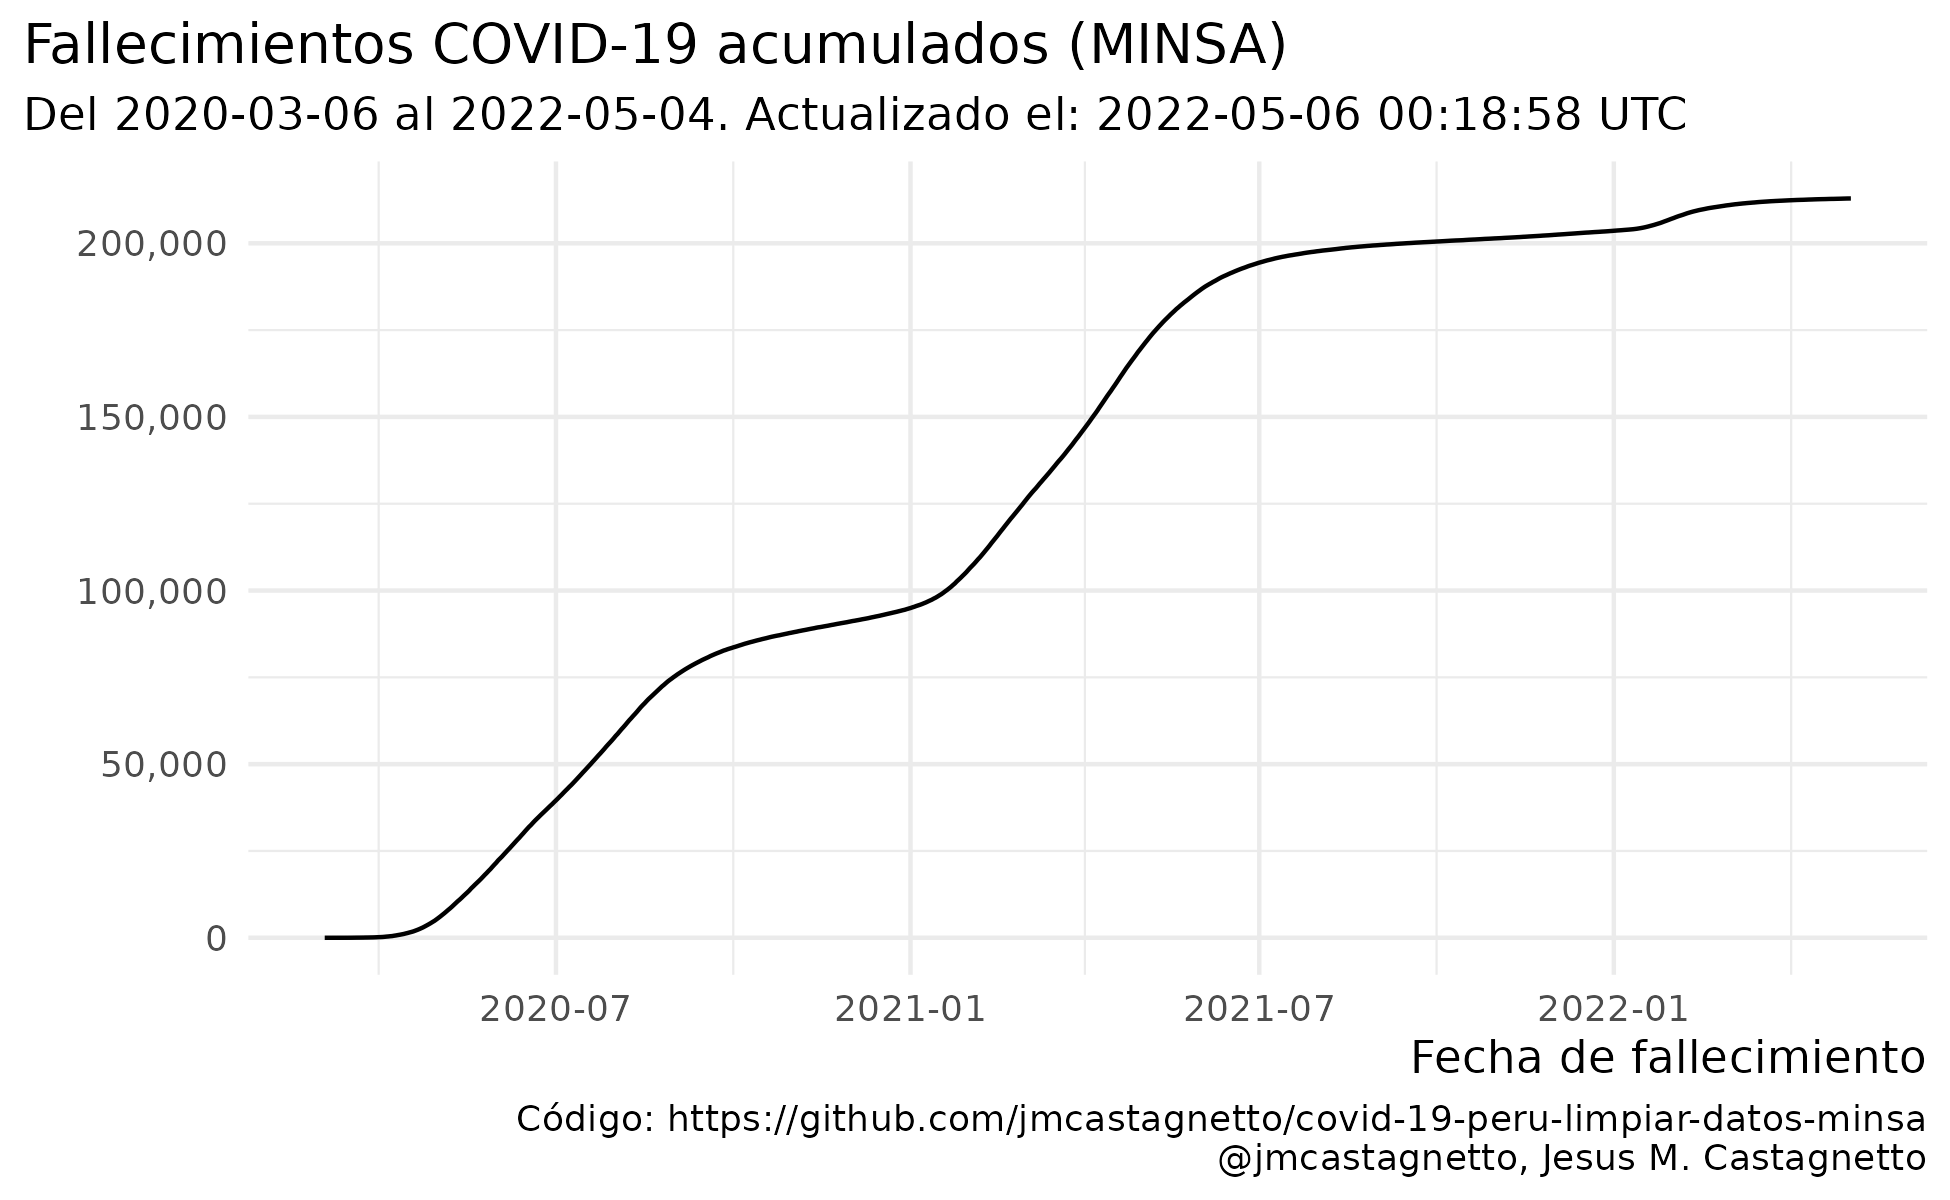 Fallecimientos COVID-19 acumulados (MINSA)
Del 2020-03-06 al 2022-05-04. Actualizado el: 2022-05-06 00:18:58 UTC
200,000
150,000
100,000
50,000
0
2020-07 2021-01 2021-07 2022-01
Fecha de fallecimiento
Código: https://github.com/jmcastagnetto/covid-19-peru-limpiar-datos-minsa
@jmcastagnetto, Jesus M. Castagnetto